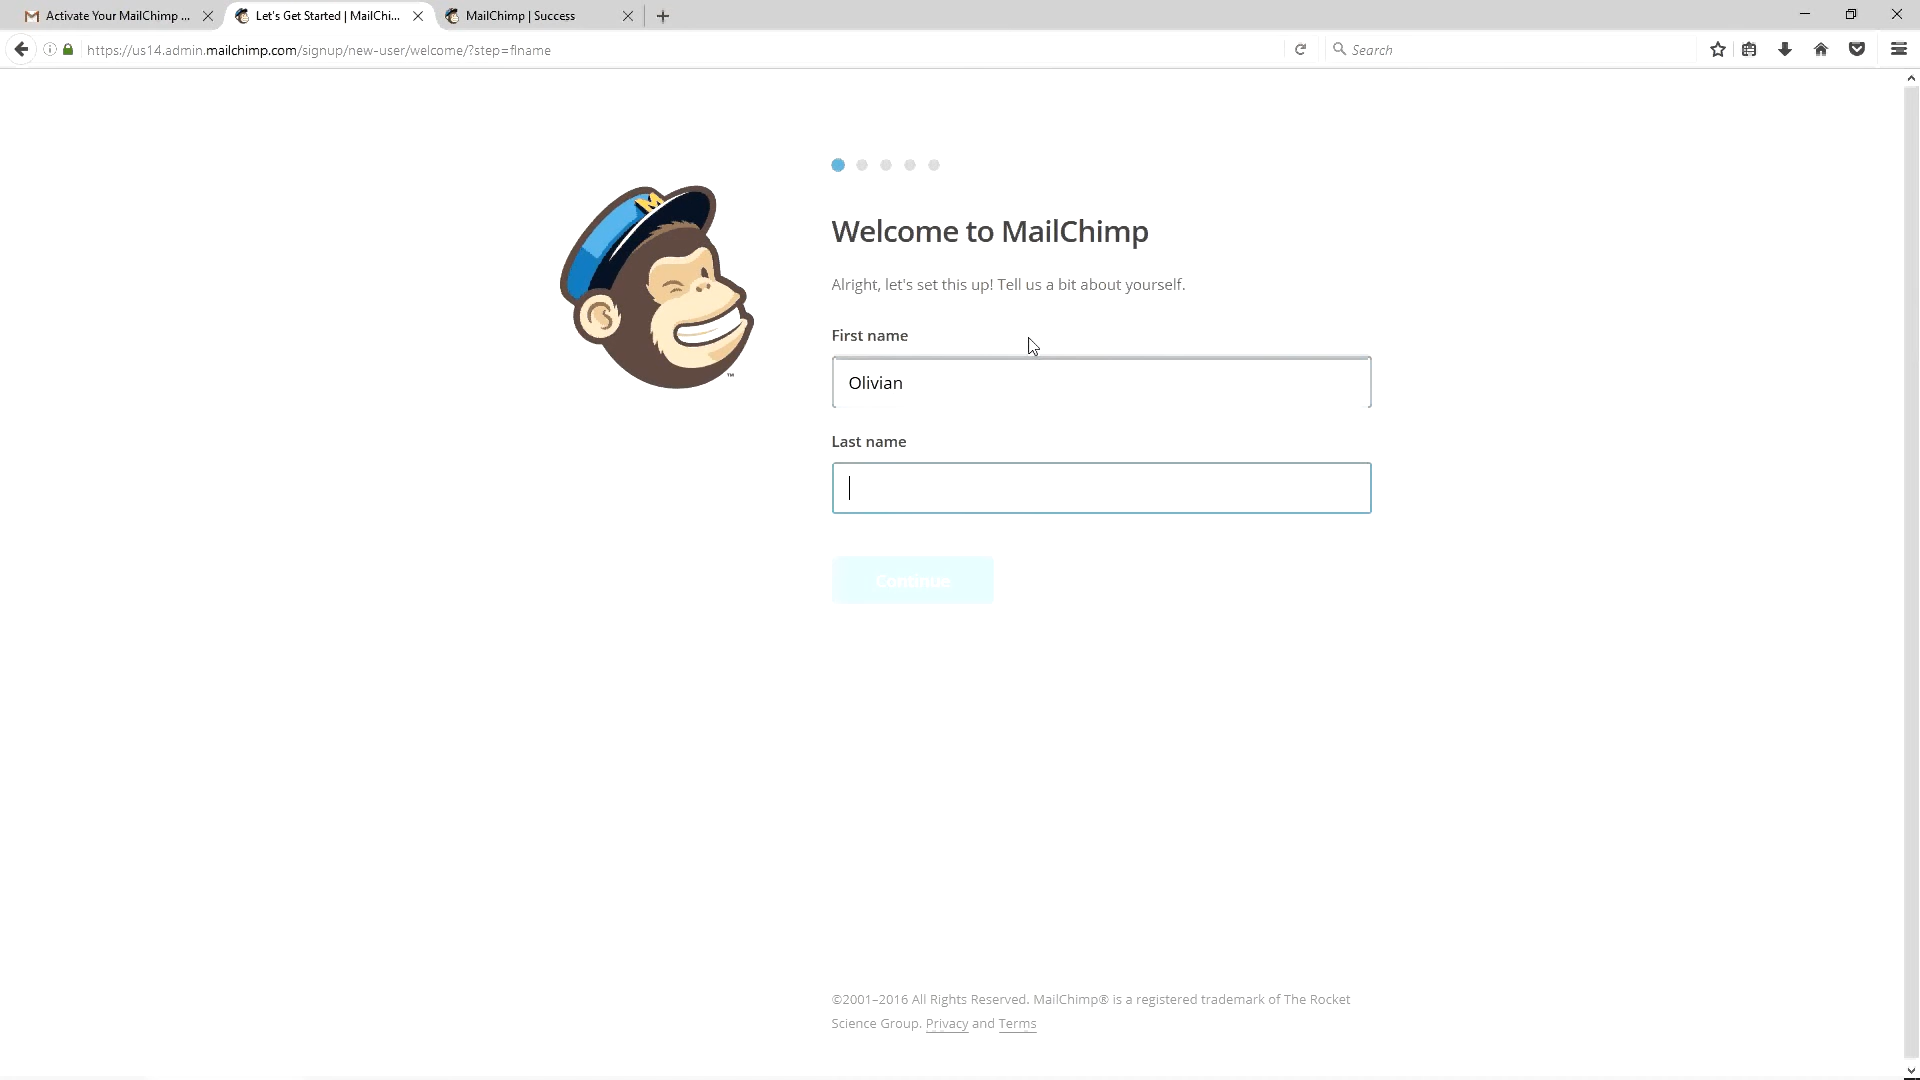 Activate Your MailChimp ...
Let's Get Started | MailChi...
MailChimp | Success
https://us14.admin.mailchimp.com/signup/new-user/welcome/?step=flname
Search
Welcome to MailChimp
Alright, let's set this up! Tell us a bit about yourself.
First name
Olivian
Last name
Continue
©2001–2016 All Rights Reserved. MailChimp® is a registered trademark of The Rocket
Science Group. Privacy and Terms
M
™